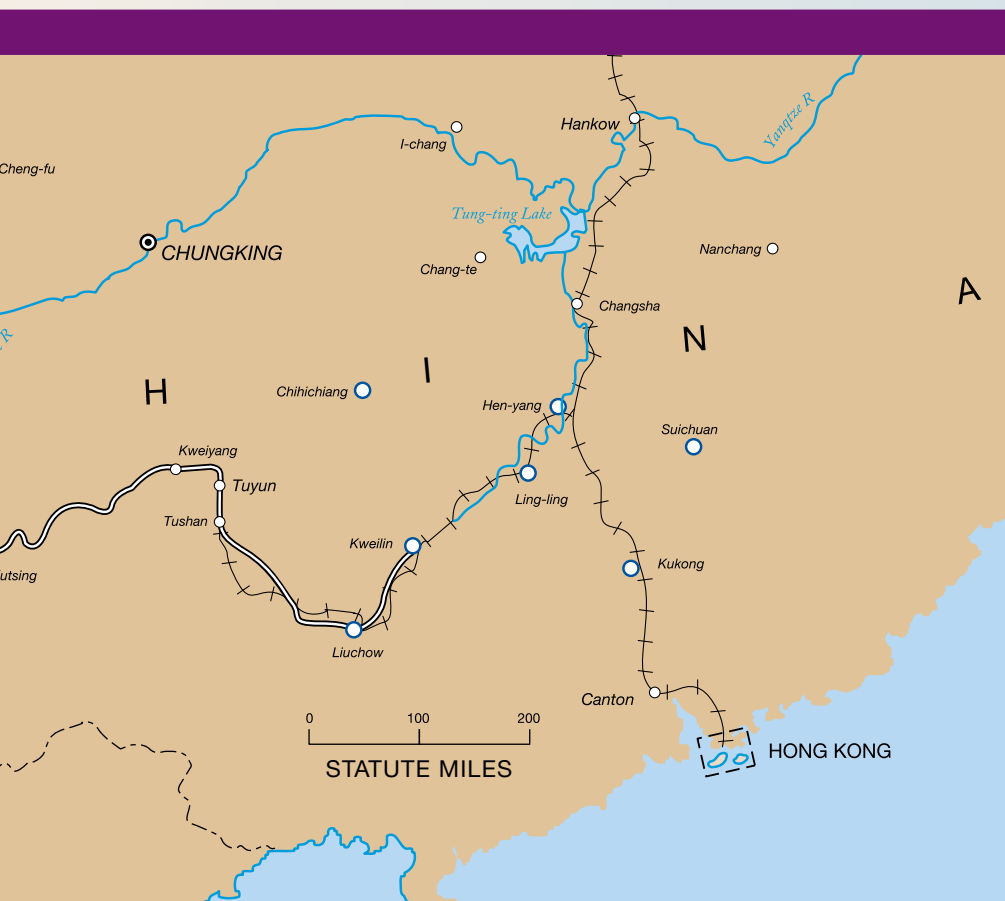 Hankow
Yanqtze R
I-chang
Cheng-fu
Tung-ting Lake
CHUNGKING
Nanchang
Chang-te
A
Changsha
R
N
I
H
Chihichiang
Hen-yang
Suichuan
Kweiyang
Tuyun
Ling-ling
Tushan
Kweilin
Kukong
utsing
Liuchow
Canton
0 100 200
STATUTE MILES
HONG KONG